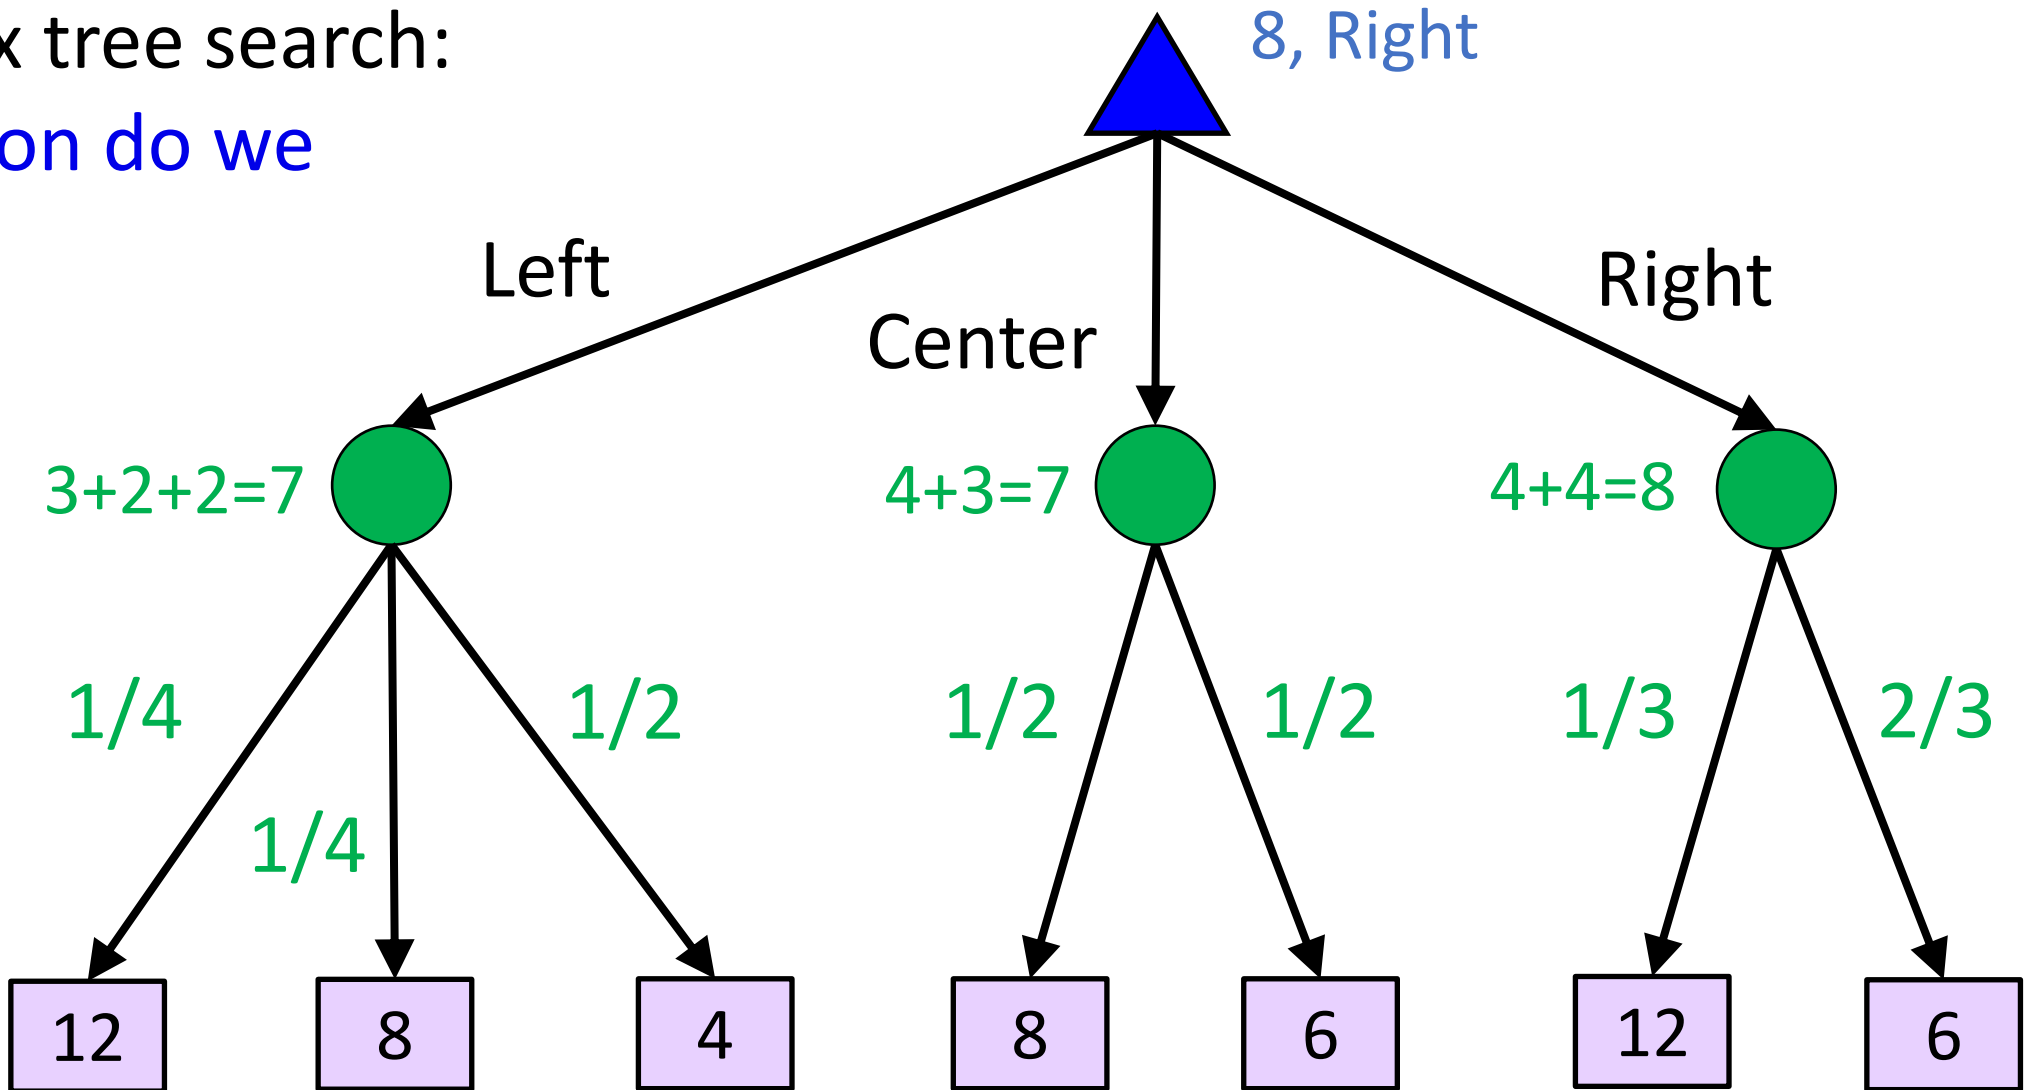 x tree search:
on do we
8, Right
Left
Center
Right
3+2+2=7
4+3=7
4+4=8
1/4
1/4
1/2
1/2
1/2
1/3
2/3
12
8
4
8
6
12
6